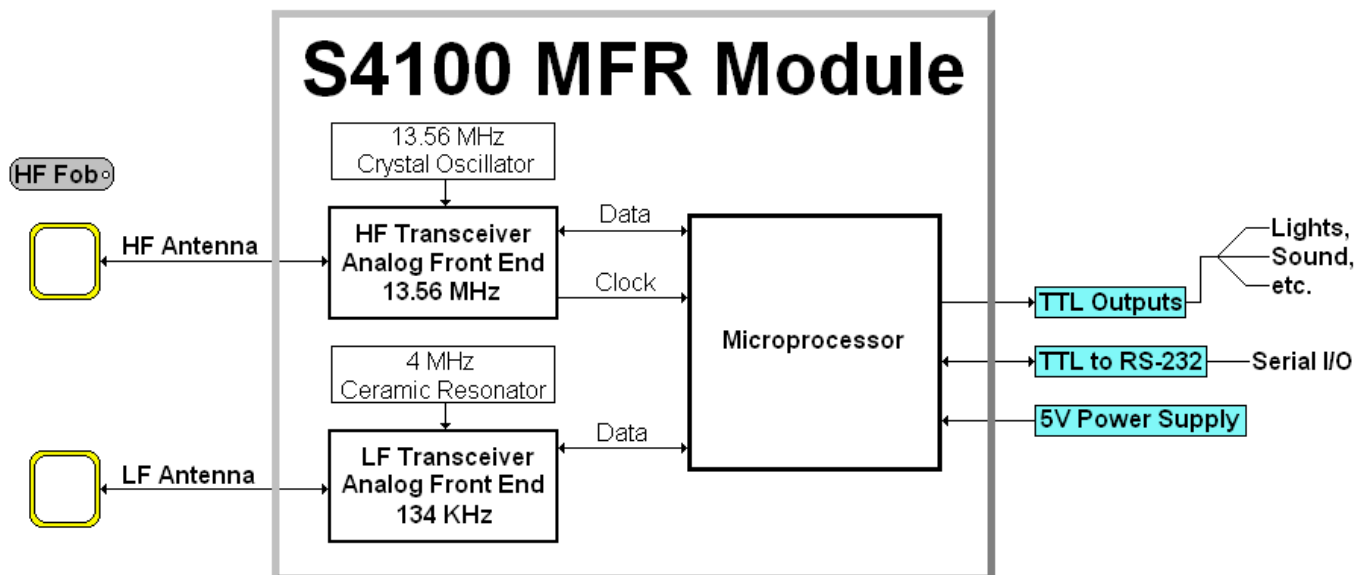 S4100 MFR Module
13.56 MHz
Crystal Oscillator
HF Fob
HF Antenna
HF Transceiver
Analog Front End
13.56 MHz
Data
Clock
Microprocessor
Lights,
Sound,
etc.
TTL Outputs
TTL to RS-232
Serial I/O
5V Power Supply
4 MHz
Ceramic Resonator
LF Antenna
LF Transceiver
Analog Front End
134 KHz
Data